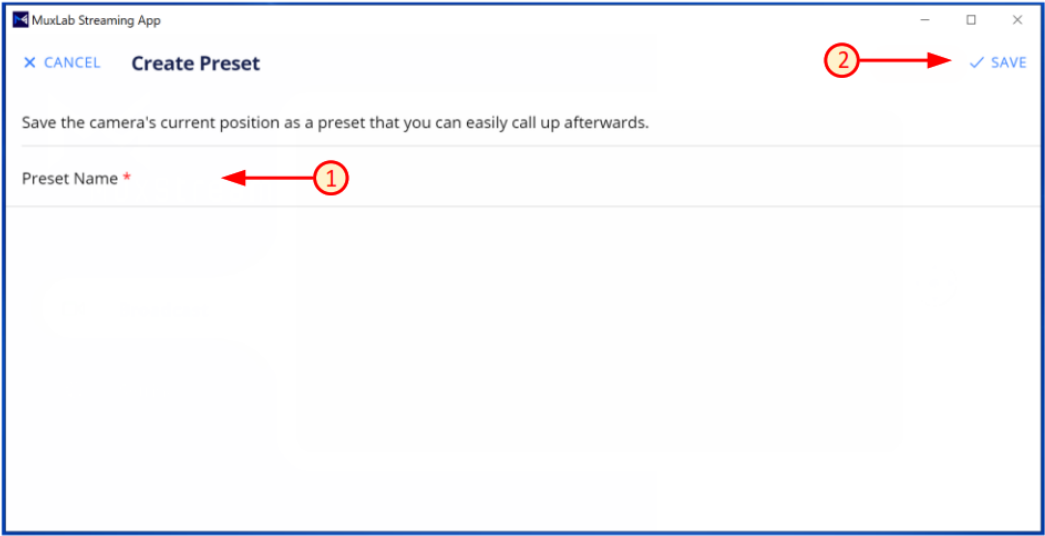 MuxLab Streaming App
CANCEL Create Preset 2 SAVE
Save the camera's current position as a preset that you can easily call up afterwards.
Preset Name * 1